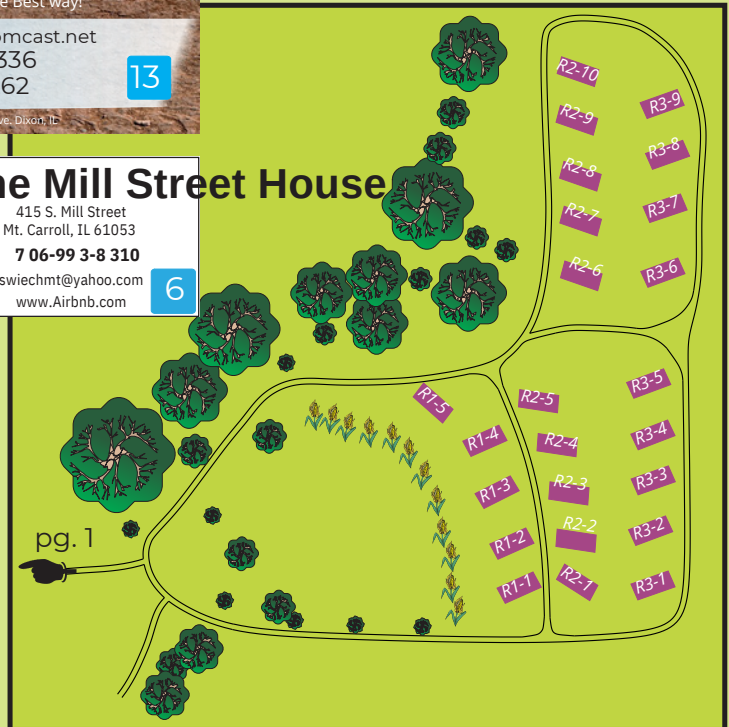 e Best way!
omcast.net
336
62
13
ve. Dixon, IL
ne Mill Street House
415 S. Mill Street
Mt. Carroll, IL 61053
7 06-99 3-8 310
swiechmt@yahoo.com
6
www.Airbnb.com
pg. 1
R2-10
R2-9
R2-8
R2-7
R2-6
R3-9
R3-8
R3-7
R3-6
R1-5
R1-4
R1-3
R1-2
R1-1
R2-5
R2-4
R2-3
R2-2
R2-1
R3-5
R3-4
R3-3
R3-2
R3-1